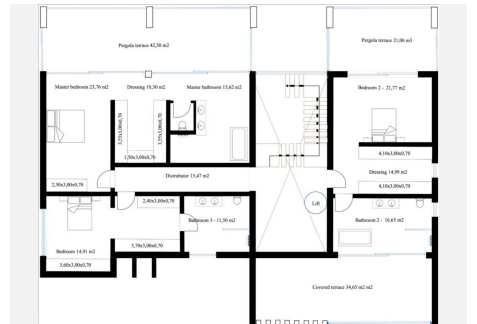 Pergola terrace 42,30 m2
Pergola terrace 21,06 m3
Master bedroom 23,76 m2
Dressing 10,30 m2
Master bathroom 15,62 m2
Bedroom 2 - 21,77 m2
3,55x3,00x0,70
3,55x3,00x0,70
1,50x3,00x0,70
4,10x3,00x0,70
Distrubutor 15,47 m2
Dressing 14,99 m2
2,50x3,00x0,70
4,10x3,00x0,70
2,40x3,00x0,70
Lift
Bathroom 3 - 11,50 m2
Bathroom 2 - 16,65 m2
3,70x3,00x0,70
Bedroom 14,91 m2
3,60x3,00x0,70
Covered terrace 34,65 m2 m2